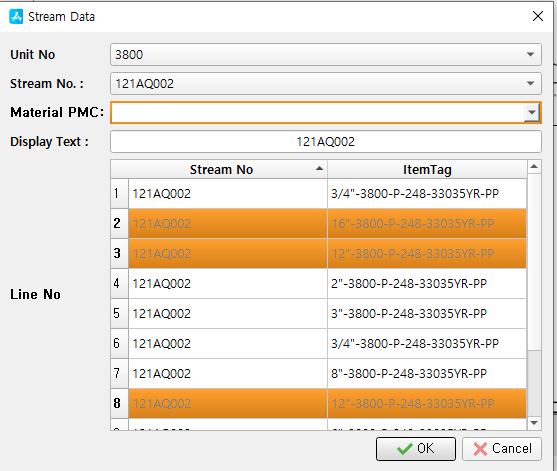 Stream Data
Unit No 3800
Stream No. : 121AQ002
Material PMC:
Display Text : 121AQ002
Stream No ItemTag
1 121AQ002 3/4"-3800-P-248-33035YR-PP
2 121AQ002 16"-3800-P-248-33035YR-PP
3 121AQ002 12"-3800-P-248-33035YR-PP
4 121AQ002 2"-3800-P-248-33035YR-PP
Line No
5 121AQ002 3"-3800-P-248-33035YR-PP
6 121AQ002 3/4"-3800-P-248-33035YR-PP
7 121AQ002 8"-3800-P-248-33035YR-PP
8 121AQ002 12"-3800-P-248-33035YR-PP
OK Cancel